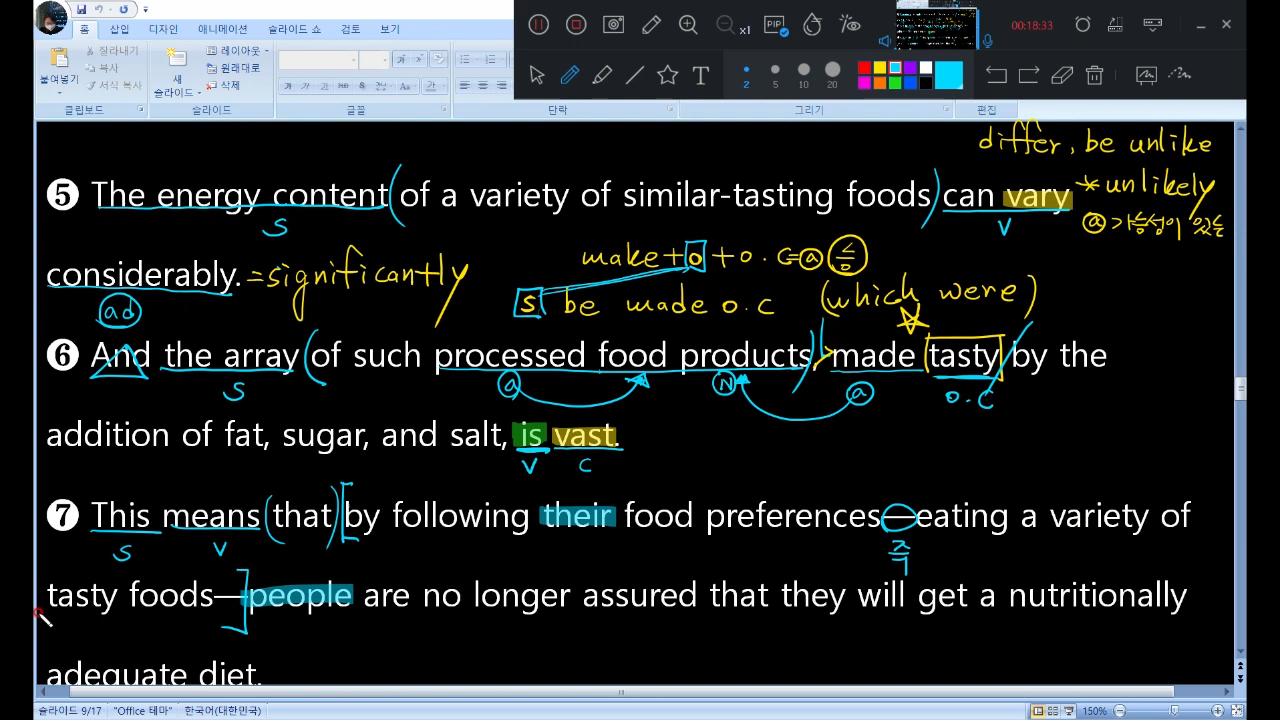 00:18:33
홈 삽입 디자인 애니메이션 슬라이드 쇼 검토 보기
x1 PIP
붙여넣기
잘라내기
복사
서식 복사
새 슬라이드
레이아웃
원래대로
삭제
2 5 10 20
클립보드 슬라이드 글꼴 단락 그리기 편집
differ, be unlike
*unlikely
ⓐ 가능성이 있는
❺ The energy content (of a variety of similar-tasting foods) can vary
S V
considerably. =significantly
ad
make+o+o.c=ⓐ
S be made o.c (which were)
❻ And the array (of such processed food products), made tasty by the
S ⓐ N ⓐ o.c
addition of fat, sugar, and salt, is vast.
V C
❼ This means (that) [by following their food preferences—eating a variety of
S V
tasty foods—] people are no longer assured that they will get a nutritionally
adequate diet.
슬라이드 9/17 "Office 테마" 한국어(대한민국) 150%